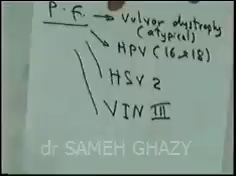 P.F. → Vulvar dystrophy
(atypical)
HPV (16 & 18)
HSV 2
VIN III
dr SAMEH GHAZY